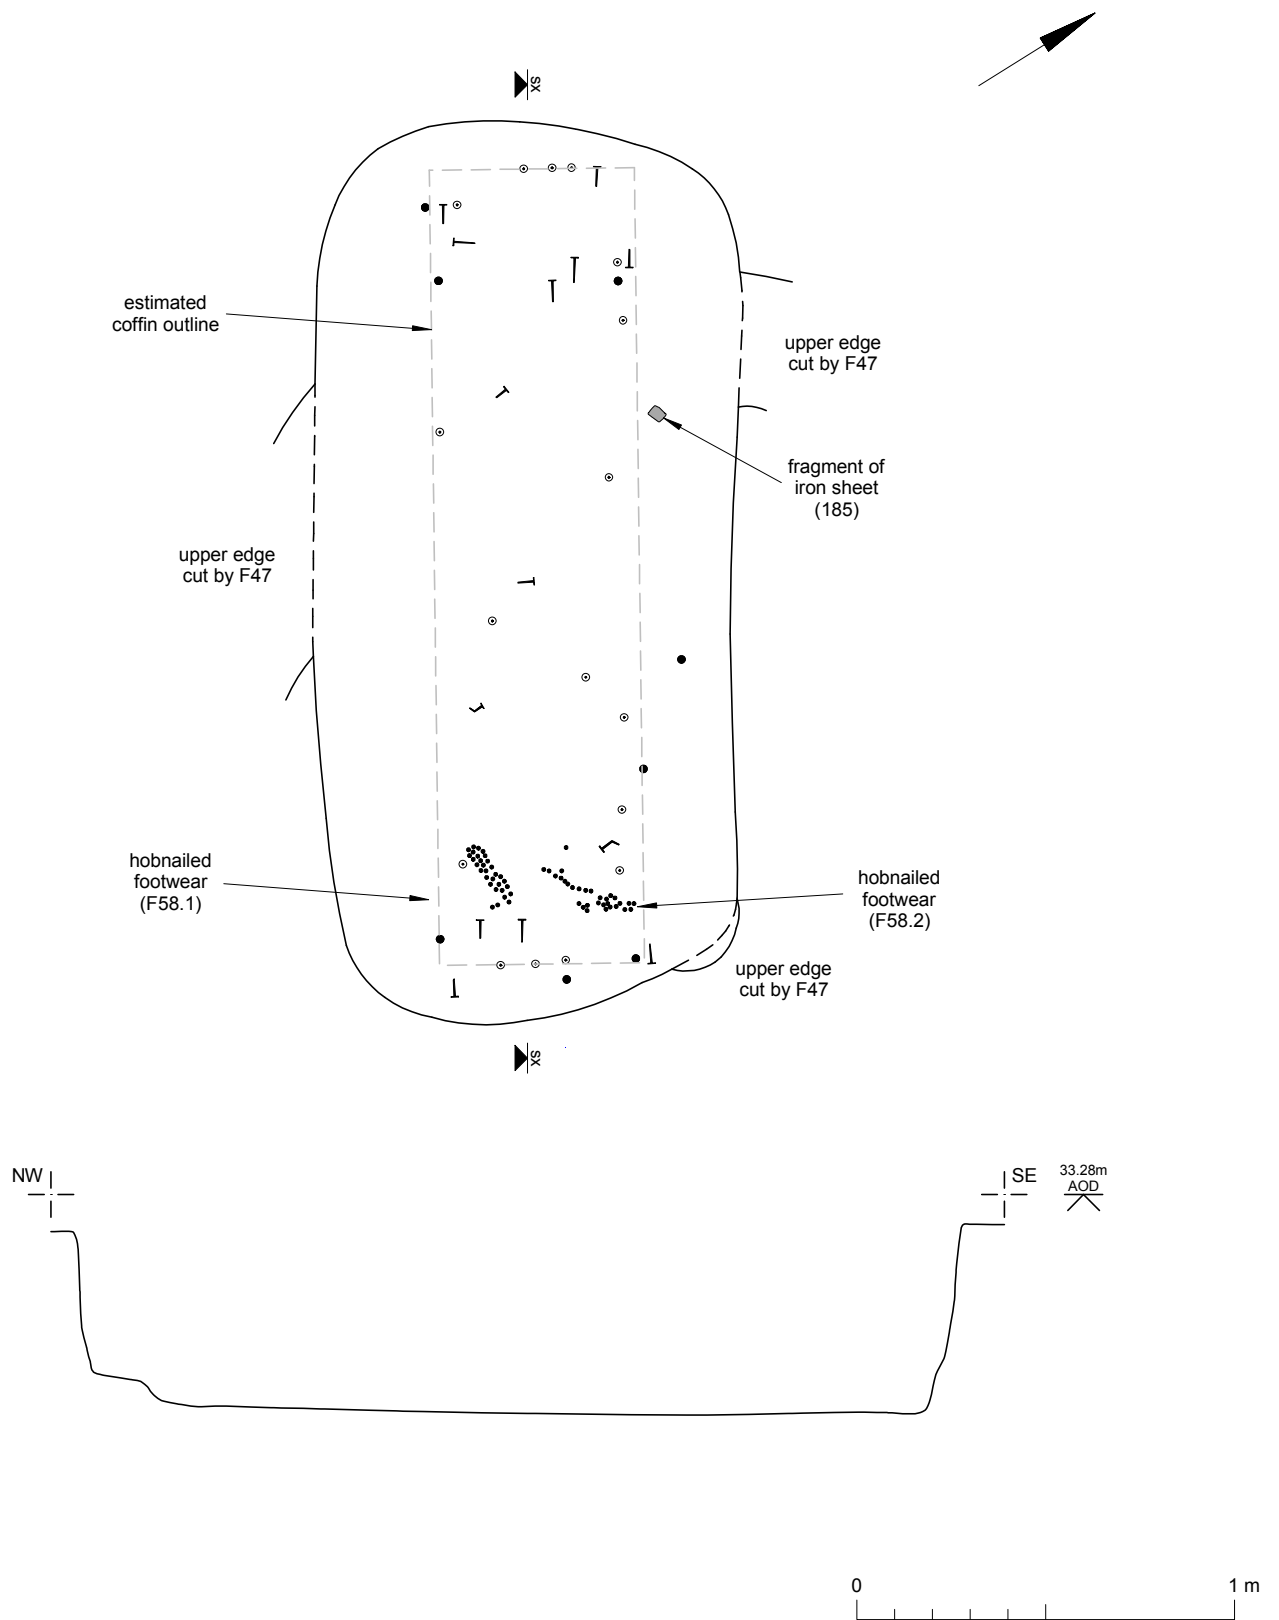 SX
estimated
coffin outline
upper edge
cut by F47
fragment of
iron sheet
(185)
upper edge
cut by F47
hobnailed
footwear
(F58.1)
hobnailed
footwear
(F58.2)
upper edge
cut by F47
SX
NW
SE
33.28m
AOD
0
1 m